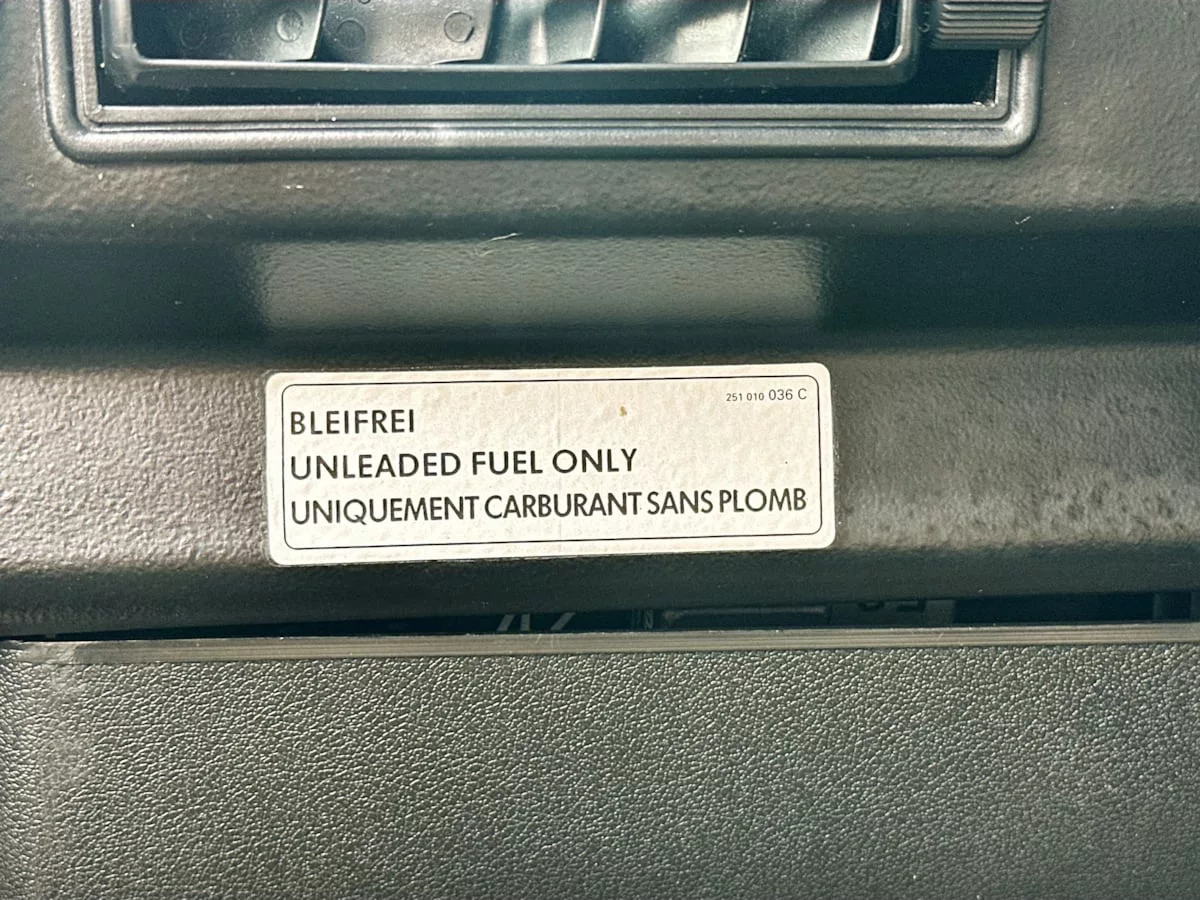 251 010 036 C
BLEIFREI
UNLEADED FUEL ONLY
UNIQUEMENT CARBURANT SANS PLOMB